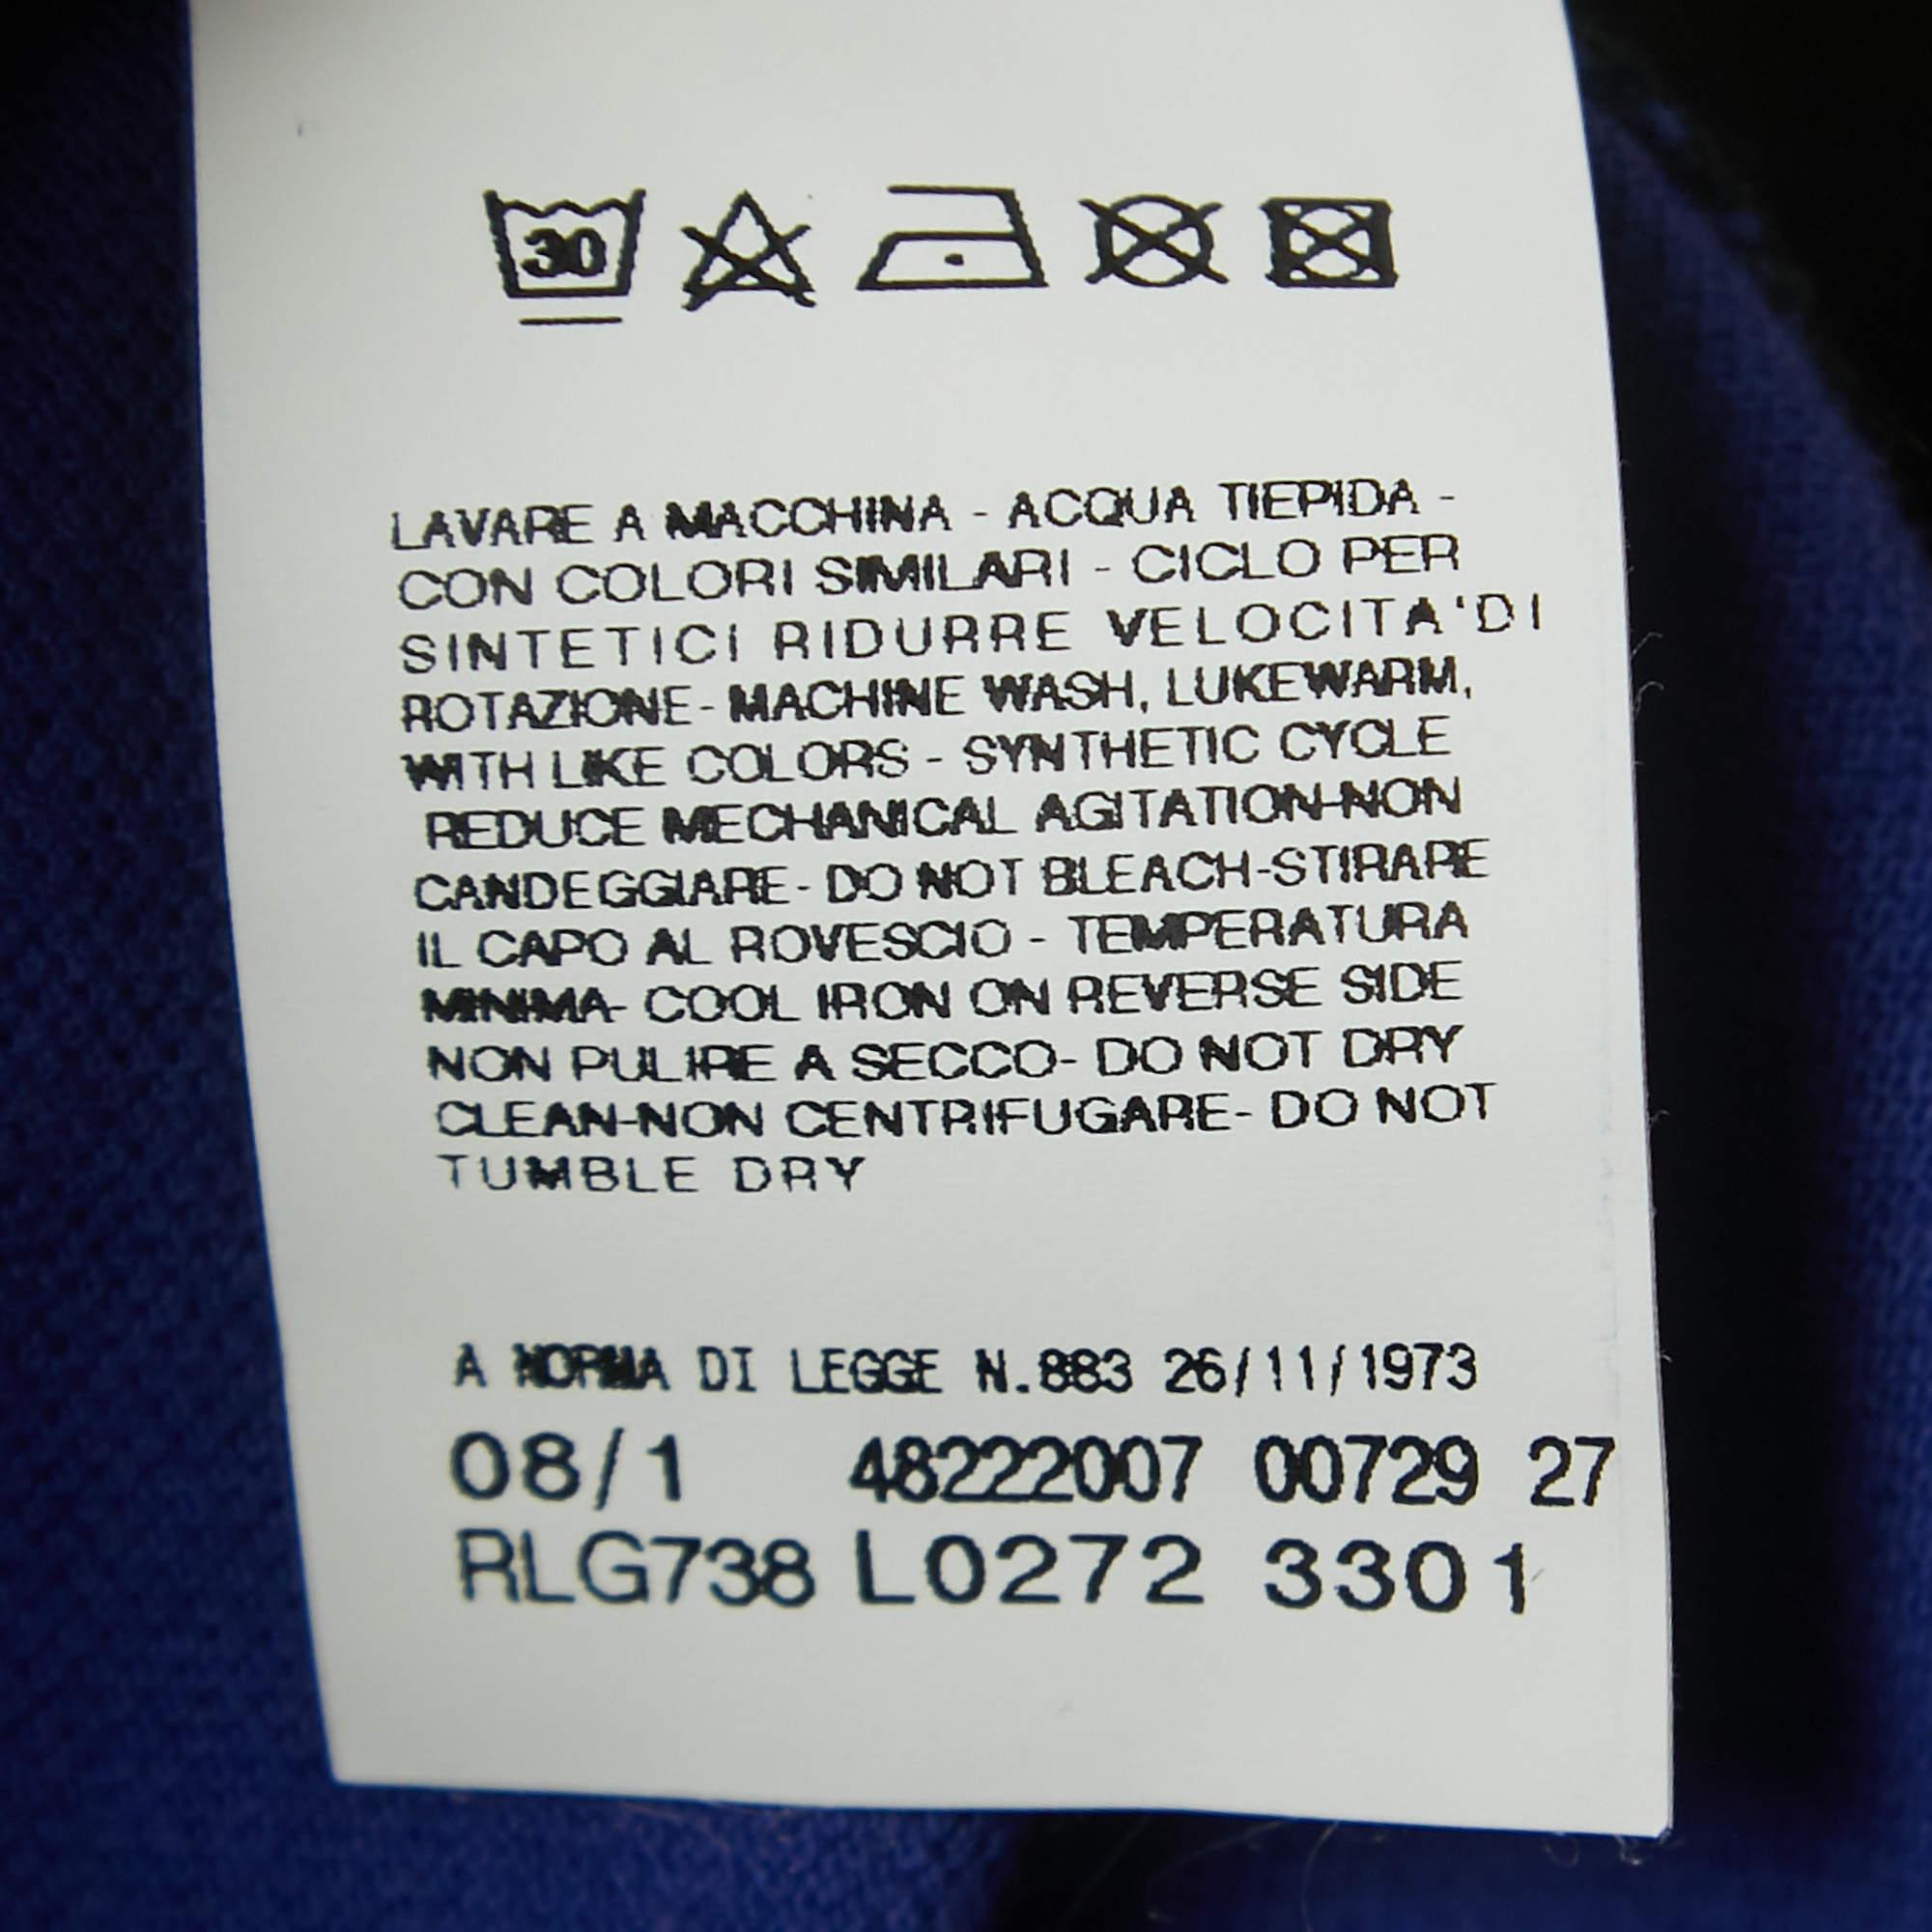 30
LAVARE A MACCHINA - ACQUA TIEPIDA -
CON COLORI SIMILARI - CICLO PER
SINTETICI RIDURRE VELOCITA'DI
ROTAZIONE- MACHINE WASH, LUKEWARM,
WITH LIKE COLORS - SYNTHETIC CYCLE
REDUCE MECHANICAL AGITATION-NON
CANDEGGIARE- DO NOT BLEACH-STIRARE
IL CAPO AL ROVESCIO - TEMPERATURA
MINIMA- COOL IRON ON REVERSE SIDE
NON PULIRE A SECCO- DO NOT DRY
CLEAN-NON CENTRIFUGARE- DO NOT
TUMBLE DRY
A NORMA DI LEGGE N.883 26/11/1973
08/1 48222007 00729 27
RLG738 L0272 3301